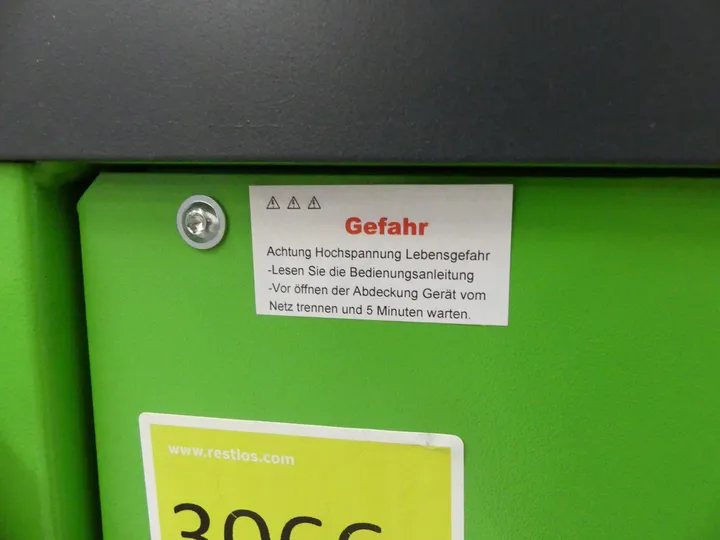 Gefahr
Achtung Hochspannung Lebensgefahr
-Lesen Sie die Bedienungsanleitung
-Vor öffnen der Abdeckung Gerät vom
Netz trennen und 5 Minuten warten.
www.restlos.com